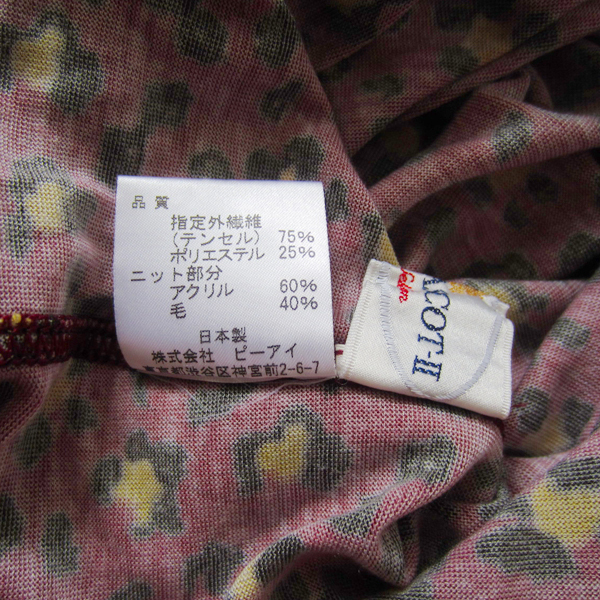 品質
指定外繊維
(テンセル) 75%
ポリエステル 25%
ニット部分
アクリル 60%
毛 40%
日本製
株式会社 ピーアイ
東京都渋谷区神宮前2-6-7
COT-II